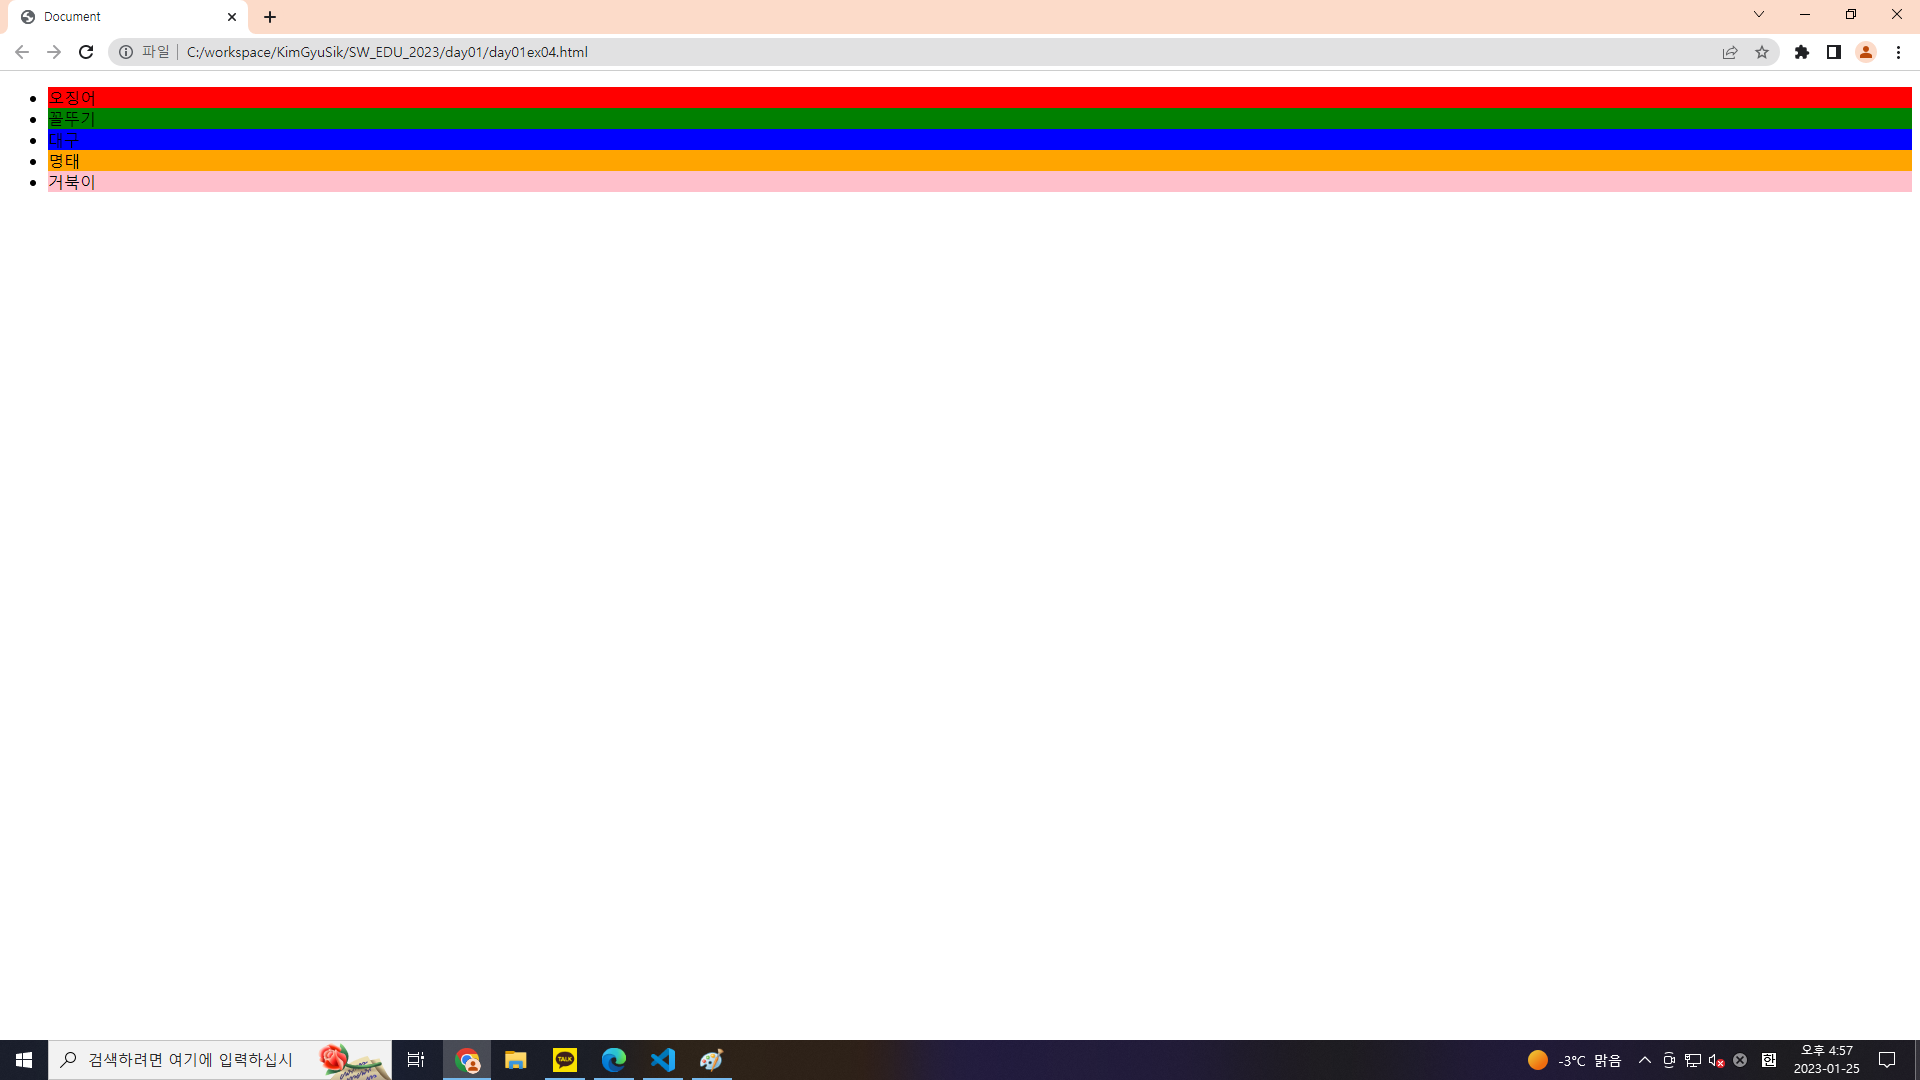 Document
파일 C:/workspace/KimGyuSik/SW_EDU_2023/day01/day01ex04.html
오징어
꼴뚜기
대구
명태
거북이
검색하려면 여기에 입력하십시
TALK
-3°C 맑음
한
오후 4:57
2023-01-25